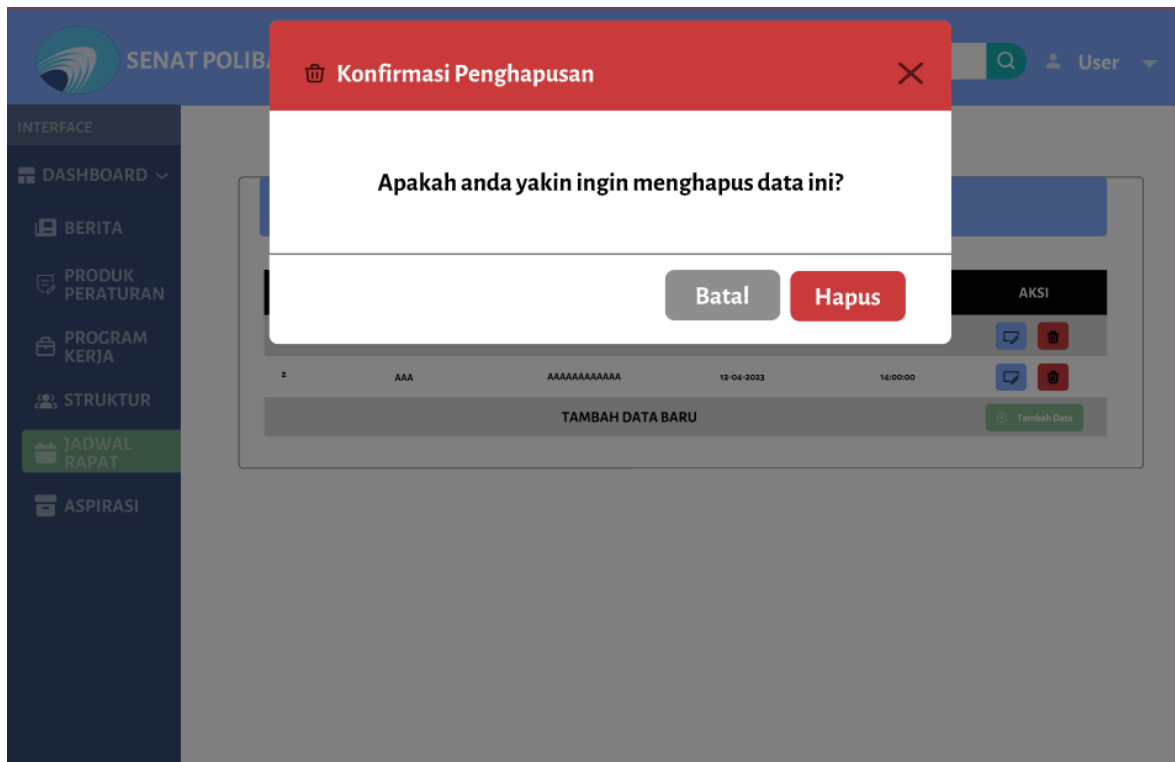 SENAT POLIBA
User
Konfirmasi Penghapusan
Apakah anda yakin ingin menghapus data ini?
Batal
Hapus
INTERFACE
DASHBOARD
BERITA
PRODUK
PERATURAN
PROGRAM
KERJA
STRUKTUR
JADWAL
RAPAT
ASPIRASI
AKSI
2 AAA AAAAAAAAAAAA 12-04-2023 14:00:00
TAMBAH DATA BARU Tambah Data